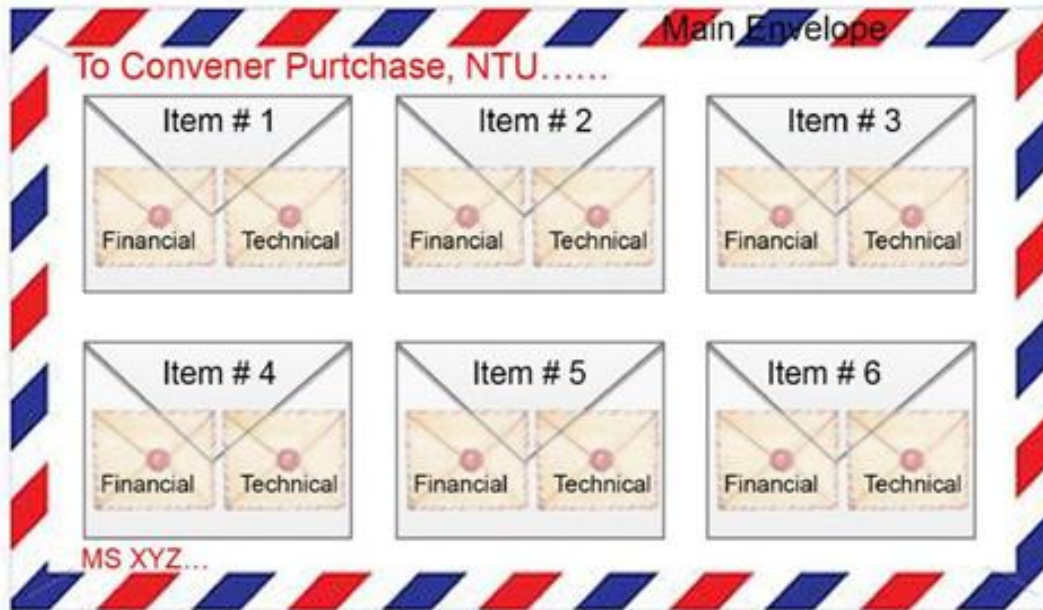 Main Envelope
To Convener Purtchase, NTU......
Item # 1
Item # 2
Item # 3
Financial Technical
Financial Technical
Financial Technical
Item # 4
Item # 5
Item # 6
Financial Technical
Financial Technical
Financial Technical
MS XYZ...